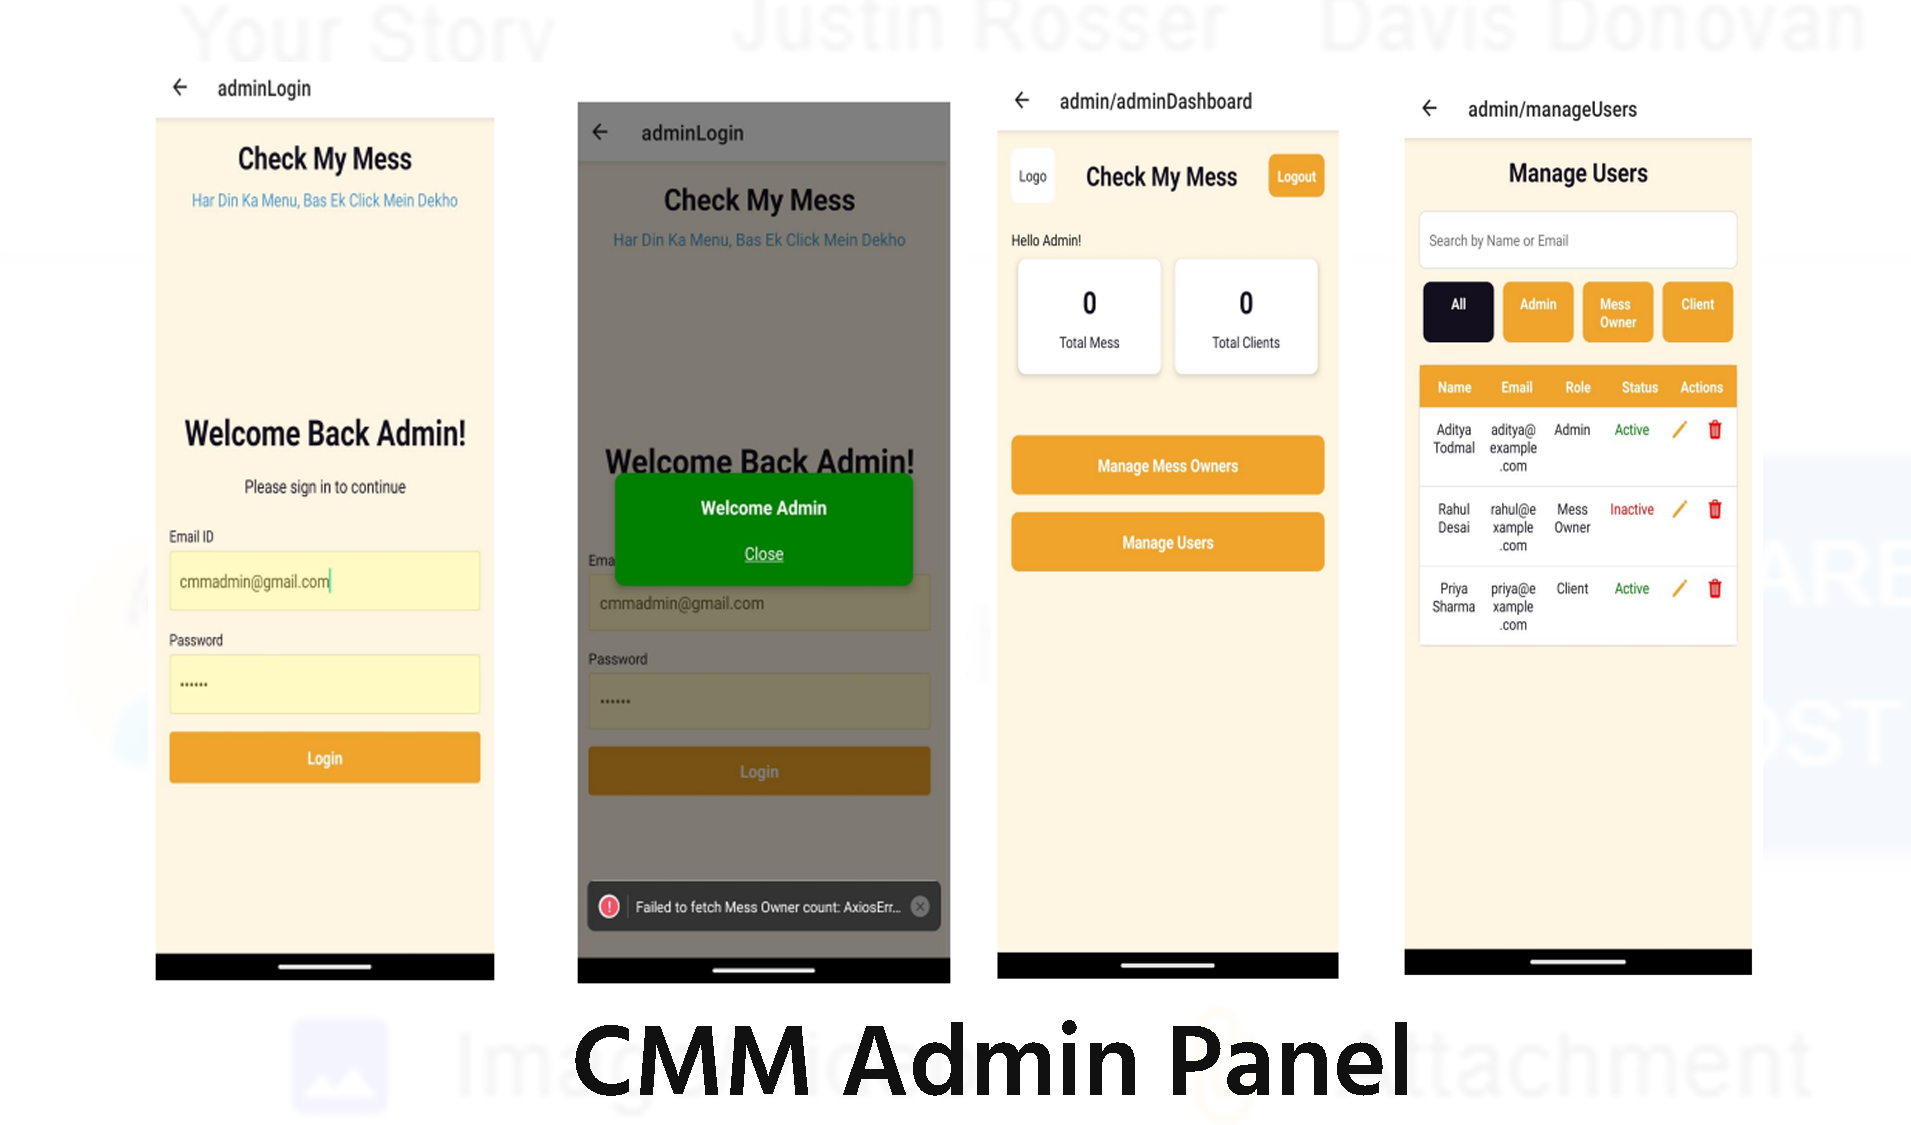 Your Story
Justin Rosser
Davis Donovan
adminLogin
Check My Mess
Har Din Ka Menu, Bas Ek Click Mein Dekho
Welcome Back Admin!
Please sign in to continue
Email ID
cmmadmin@gmail.com
Password
••••••
Login
adminLogin
Check My Mess
Har Din Ka Menu, Bas Ek Click Mein Dekho
Welcome Back Admin!
Welcome Admin
Close
Ema
cmmadmin@gmail.com
Password
••••••
Login
Failed to fetch Mess Owner count: AxiosErr...
admin/adminDashboard
Logo
Check My Mess
Logout
Hello Admin!
0
Total Mess
0
Total Clients
Manage Mess Owners
Manage Users
admin/manageUsers
Manage Users
Search by Name or Email
All
Admin
Mess
Owner
Client
Name Email Role Status Actions
Aditya aditya@ Admin Active
Todmal example
.com
Rahul rahul@e Mess Inactive
Desai xample Owner
.com
Priya priya@e Client Active
Sharma xample
.com
CMM Admin Panel